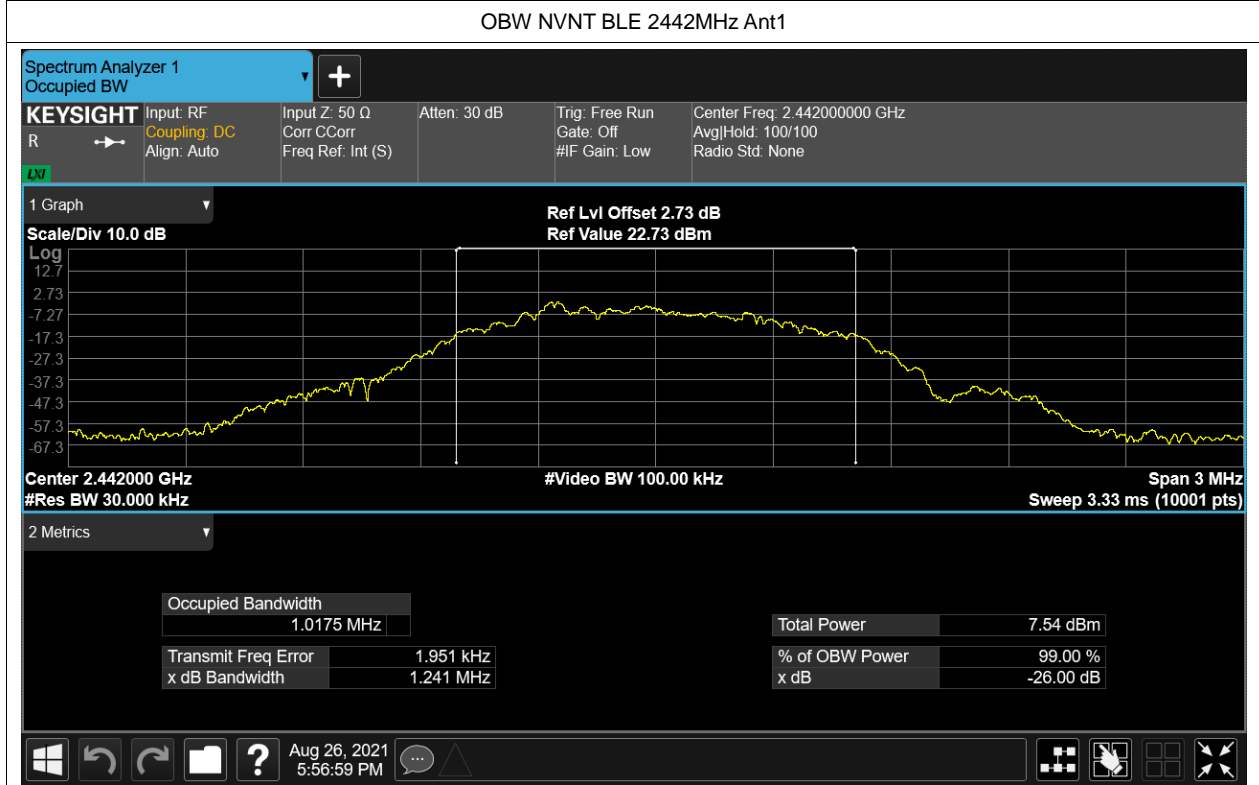 OBW NVNT BLE 2442MHz Ant1
Spectrum Analyzer 1
Occupied BW
KEYSIGHT
R
LXI
Input: RF
Coupling: DC
Align: Auto
Input Z: 50 Ω
Corr CCorr
Freq Ref: Int (S)
Atten: 30 dB
Trig: Free Run
Gate: Off
#IF Gain: Low
Center Freq: 2.442000000 GHz
Avg|Hold: 100/100
Radio Std: None
1 Graph
Scale/Div 10.0 dB
Ref Lvl Offset 2.73 dB
Ref Value 22.73 dBm
Log
12.7
2.73
-7.27
-17.3
-27.3
-37.3
-47.3
-57.3
-67.3
Center 2.442000 GHz
#Video BW 100.00 kHz
Span 3 MHz
#Res BW 30.000 kHz
Sweep 3.33 ms (10001 pts)
2 Metrics
Occupied Bandwidth
1.0175 MHz
Total Power 7.54 dBm
Transmit Freq Error 1.951 kHz
% of OBW Power 99.00 %
x dB Bandwidth 1.241 MHz
x dB -26.00 dB
Aug 26, 2021
5:56:59 PM